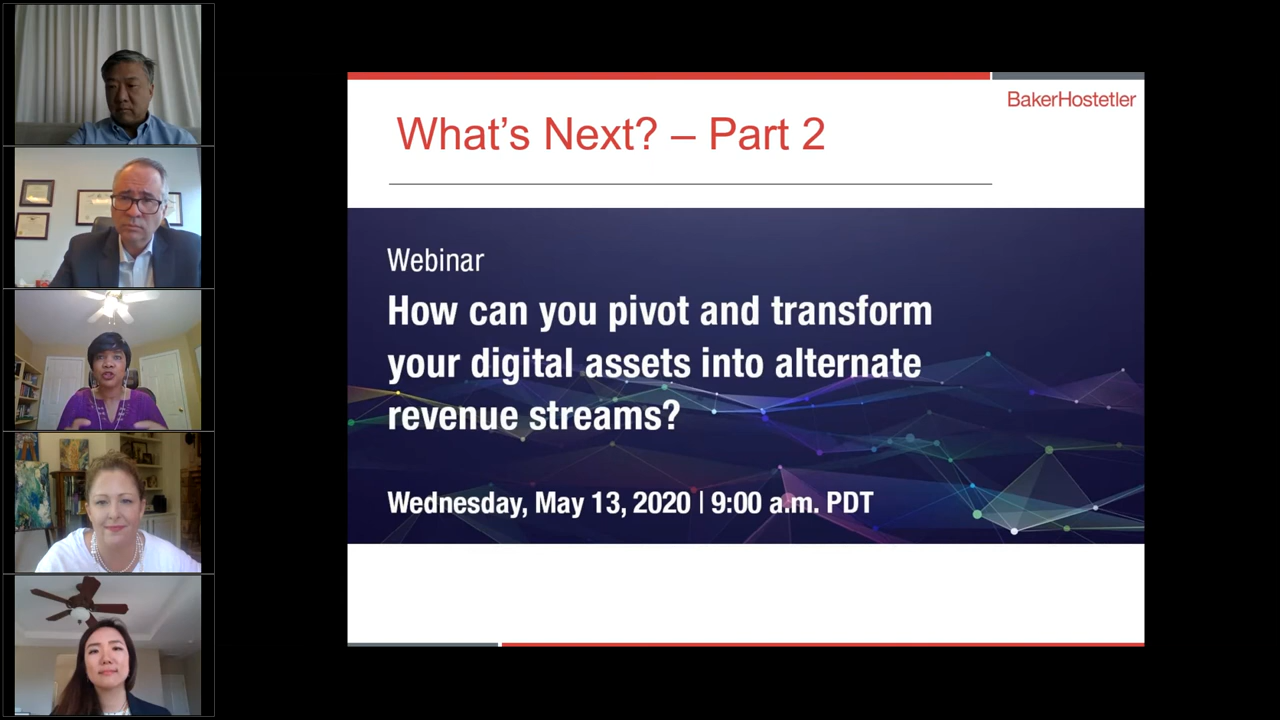 BakerHostetler
What's Next? – Part 2
Webinar
How can you pivot and transform
your digital assets into alternate
revenue streams?
Wednesday, May 13, 2020 | 9:00 a.m. PDT